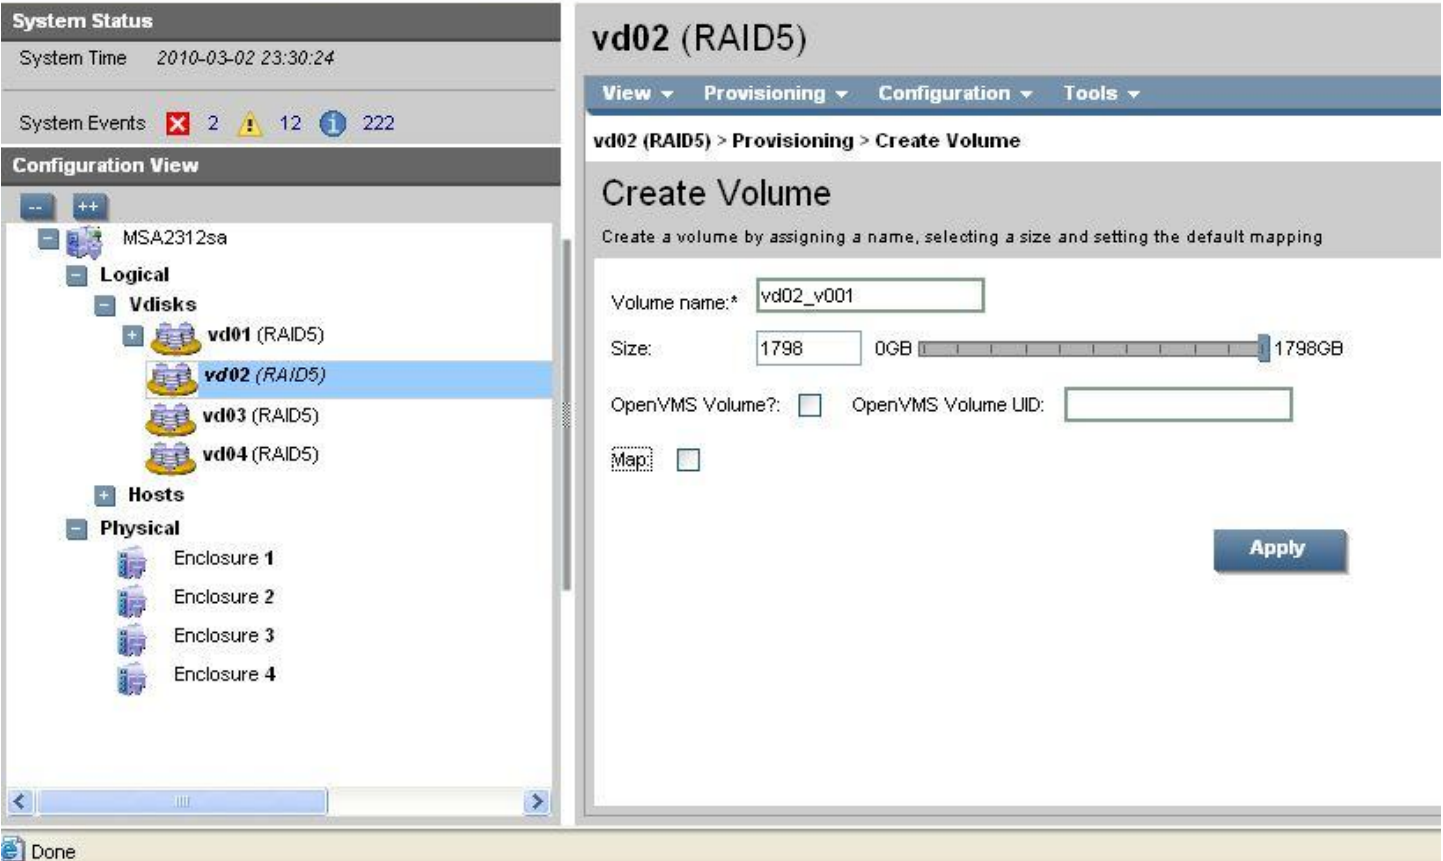 System Status
System Time 2010-03-02 23:30:24
System Events 2 12 222
Configuration View
-- ++
MSA2312sa
Logical
Vdisks
vd01 (RAID5)
vd02 (RAID5)
vd03 (RAID5)
vd04 (RAID5)
Hosts
Physical
Enclosure 1
Enclosure 2
Enclosure 3
Enclosure 4
vd02 (RAID5)
View Provisioning Configuration Tools
vd02 (RAID5) > Provisioning > Create Volume
Create Volume
Create a volume by assigning a name, selecting a size and setting the default mapping
Volume name:* vd02_v001
Size: 1798 0GB 1798GB
OpenVMS Volume?: OpenVMS Volume UID:
Map:
Apply
Done